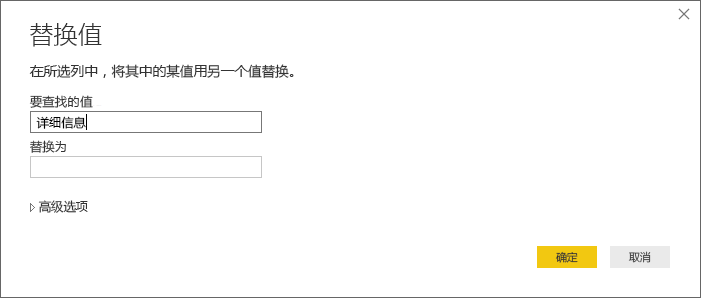 替换值
在所选列中，将其中的某值用另一个值替换。
要查找的值
详细信息
替换为
高级选项
确定
取消